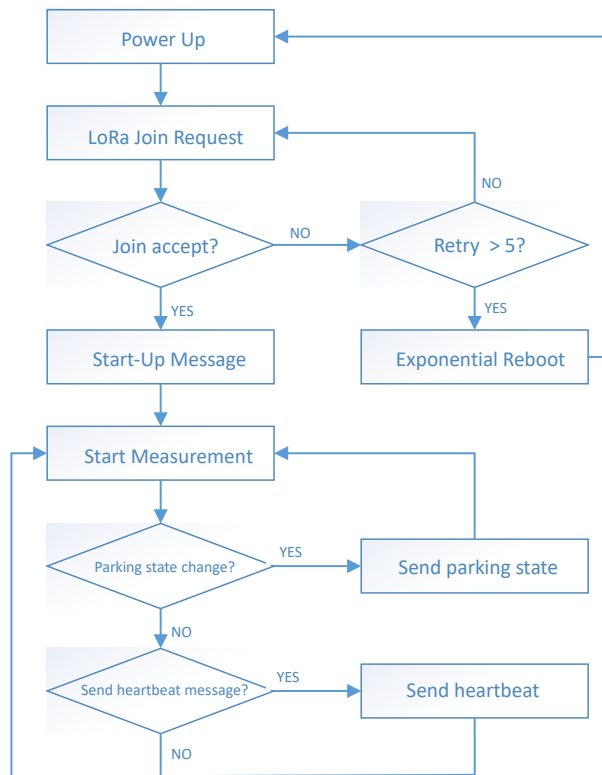 Power Up
LoRa Join Request
NO
Join accept?
NO
Retry > 5?
YES
YES
Start-Up Message
Exponential Reboot
Start Measurement
Parking state change?
YES
Send parking state
NO
Send heartbeat message?
YES
Send heartbeat
NO